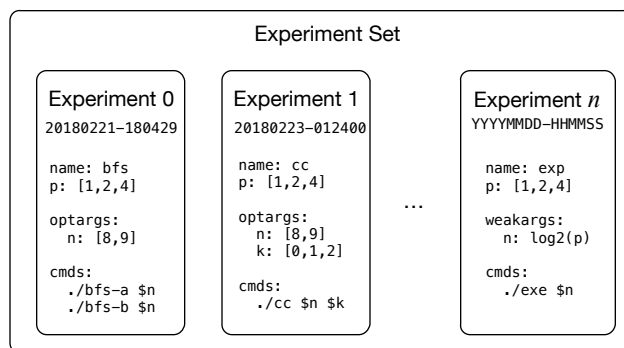 Experiment Set
Experiment 0
20180221-180429
name: bfs
p: [1,2,4]
optargs:
n: [8,9]
cmds:
./bfs-a $n
./bfs-b $n
Experiment 1
20180223-012400
name: cc
p: [1,2,4]
optargs:
n: [8,9]
k: [0,1,2]
cmds:
./cc $n $k
...
Experiment n
YYYYMMDD-HHMMSS
name: exp
p: [1,2,4]
weakargs:
n: log2(p)
cmds:
./exe $n